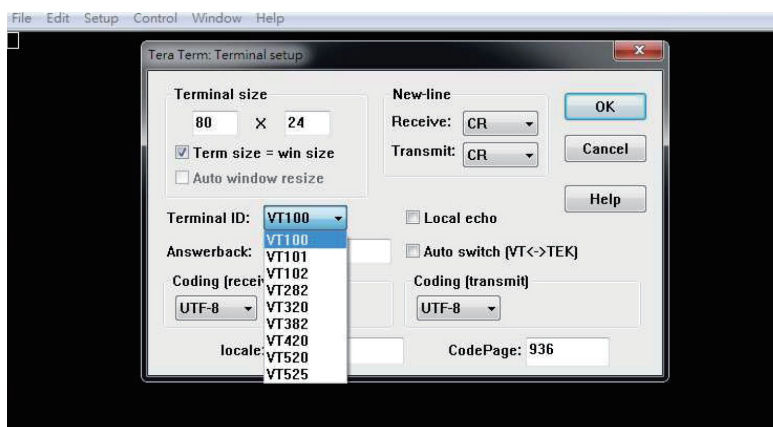 File Edit Setup Control Window Help
Tera Term: Terminal setup
Terminal size
80 X 24
Term size = win size
Auto window resize
New-line
Receive: CR
Transmit: CR
OK
Cancel
Help
Terminal ID: VT100
VT100
VT101
VT102
VT282
VT320
VT382
VT420
VT520
VT525
Local echo
Answerback:
Auto switch (VT<->TEK)
Coding (recei
UTF-8
Coding (transmit)
UTF-8
locale:
CodePage: 936